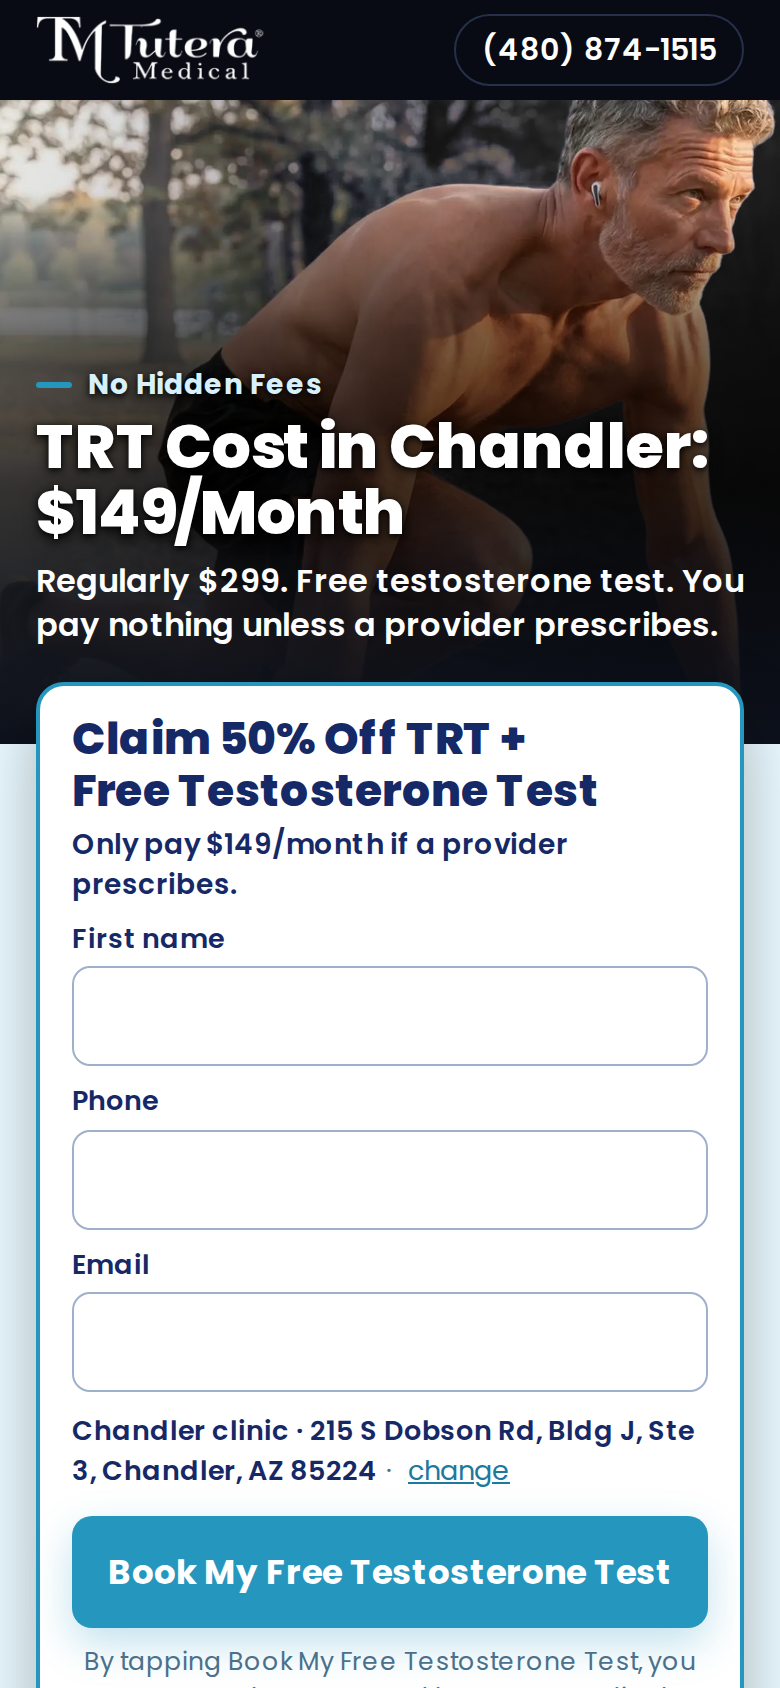 TM Tutera®
Medical
(480) 874-1515
No Hidden Fees
TRT Cost in Chandler:
$149/Month
Regularly $299. Free testosterone test. You
pay nothing unless a provider prescribes.
Claim 50% Off TRT +
Free Testosterone Test
Only pay $149/month if a provider
prescribes.
First name
Phone
Email
Chandler clinic · 215 S Dobson Rd, Bldg J, Ste
3, Chandler, AZ 85224 · change
Book My Free Testosterone Test
By tapping Book My Free Testosterone Test, you